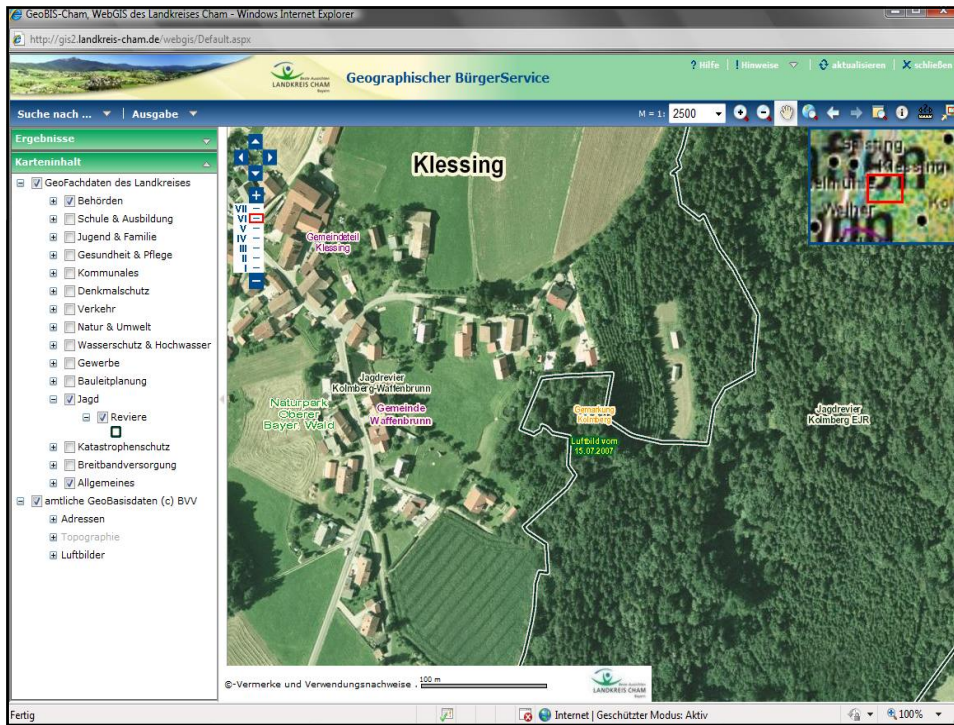 GeoBIS-Cham, WebGIS des Landkreises Cham - Windows Internet Explorer
http://gis2.landkreis-cham.de/webgis/Default.aspx
LANDKREIS CHAM
Bayern
Geographischer BürgerService
? Hilfe | ! Hinweise | aktualisieren | X schließen
Suche nach ... | Ausgabe
M = 1: 2500
Ergebnisse
Karteninhalt
GeoFachdaten des Landkreises
Behörden
Schule & Ausbildung
Jugend & Familie
Gesundheit & Pflege
Kommunales
Denkmalschutz
Verkehr
Natur & Umwelt
Wasserschutz & Hochwasser
Gewerbe
Bauleitplanung
Jagd
Reviere
Katastrophenschutz
Breitbandversorgung
Allgemeines
amtliche GeoBasisdaten (c) BVV
Adressen
Topographie
Luftbilder
VII
VI
V
IV
III
II
I
Klessing
Gemeindeteil
Klessing
Jagdrevier
Kolmberg-Waffenbrunn
Naturpark
Oberer
Bayer. Wald
Gemeinde
Waffenbrunn
Gemarkung
Kolmberg
Luftbild vom
15.07.2007
Jagdrevier
Kolmberg EJR
Klessing
Weiher
©-Vermerke und Verwendungsnachweise . 100 m
LANDKREIS CHAM
Fertig
Internet | Geschützter Modus: Aktiv
100%